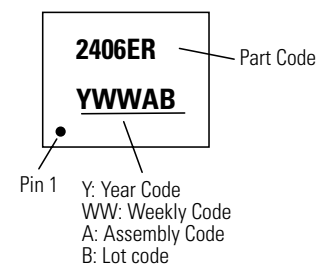 2406ER
Part Code
YWWAB
Pin 1
Y: Year Code
WW: Weekly Code
A: Assembly Code
B: Lot code